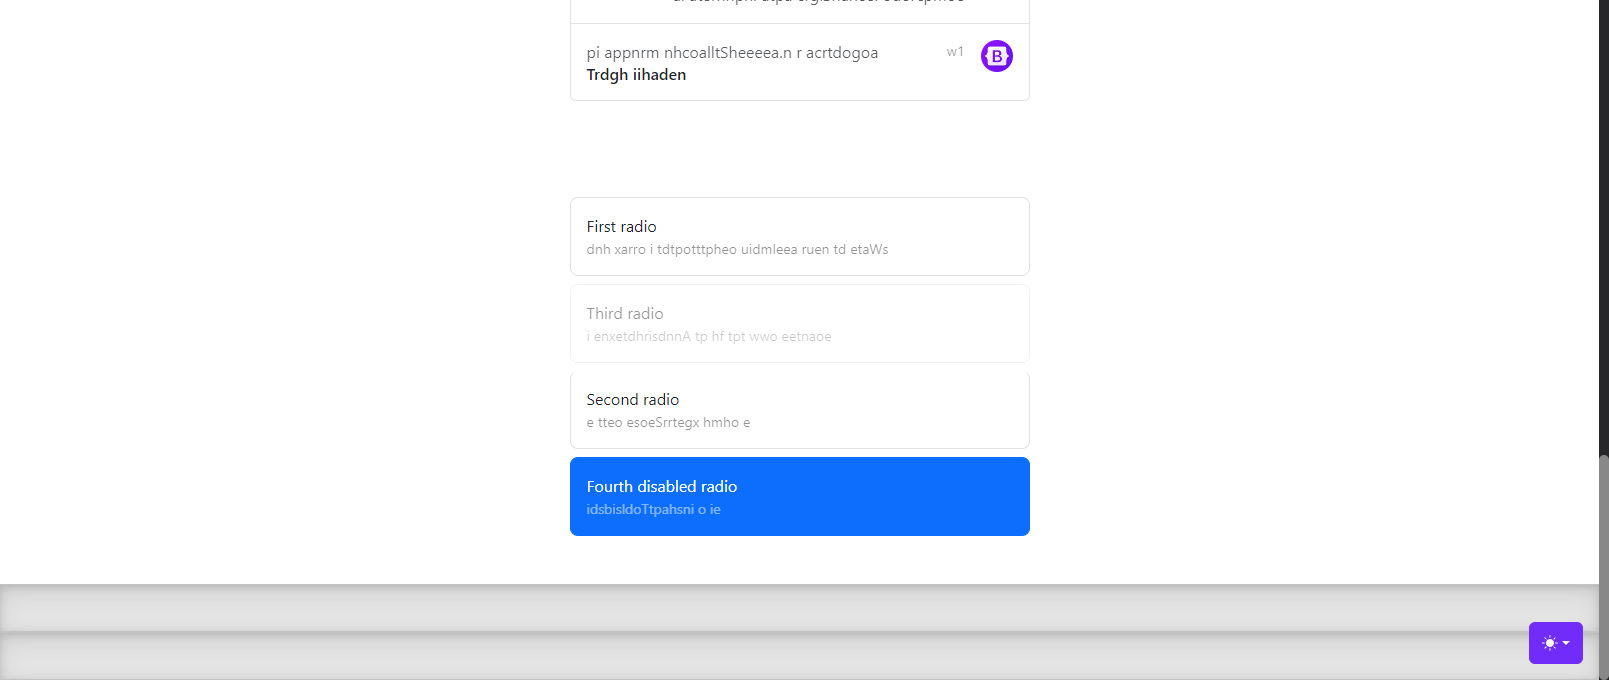 pi appnrm nhcoalltSheeeea.n r acrtdogoa
w1
B
Trdgh iihaden
First radio
dnh xarro i tdtpotttpheo uidmleea ruen td etaWs
Third radio
i enxetdhrisdnnA tp hf tpt wwo eetnaoe
Second radio
e tteo esoeSrrtegx hmho e
Fourth disabled radio
idsbisldoTtpahsni o ie